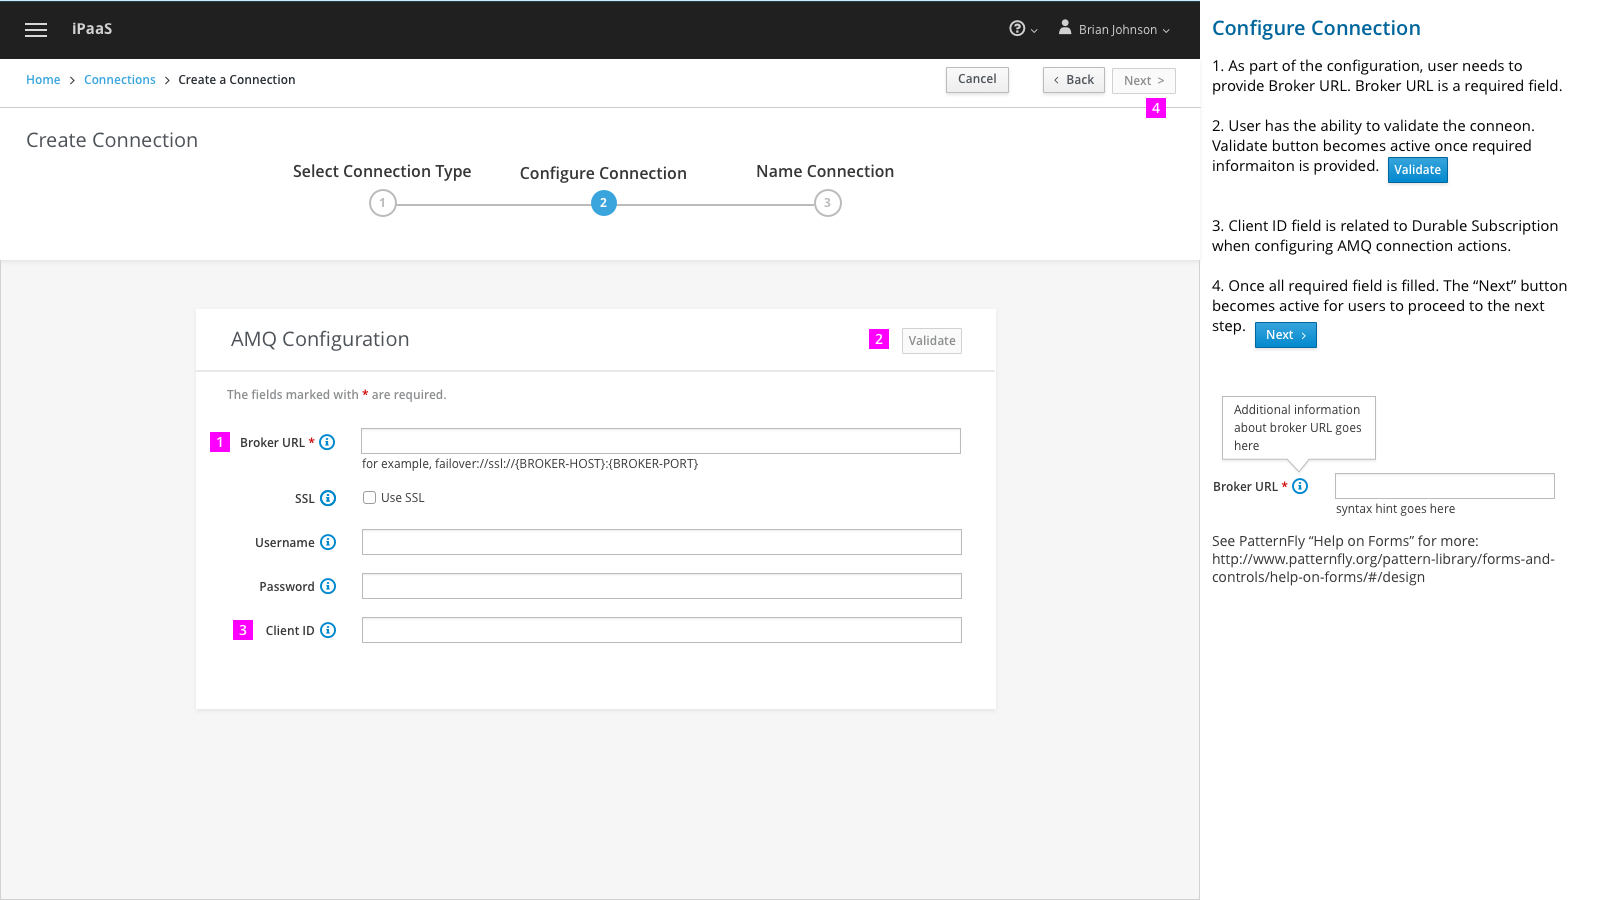 iPaaS
Brian Johnson
Home > Connections > Create a Connection
Cancel
< Back
Next >
4
Create Connection
Select Connection Type
Configure Connection
Name Connection
1
2
3
AMQ Configuration
2
Validate
The fields marked with * are required.
1 Broker URL *
for example, failover://ssl://{BROKER-HOST}:{BROKER-PORT}
SSL
Use SSL
Username
Password
3 Client ID
Configure Connection
1. As part of the configuration, user needs to
provide Broker URL. Broker URL is a required field.
2. User has the ability to validate the conneon.
Validate button becomes active once required
informaiton is provided. Validate
3. Client ID field is related to Durable Subscription
when configuring AMQ connection actions.
4. Once all required field is filled. The “Next” button
becomes active for users to proceed to the next
step. Next >
Additional information
about broker URL goes
here
Broker URL *
syntax hint goes here
See PatternFly “Help on Forms” for more:
http://www.patternfly.org/pattern-library/forms-and-
controls/help-on-forms/#/design